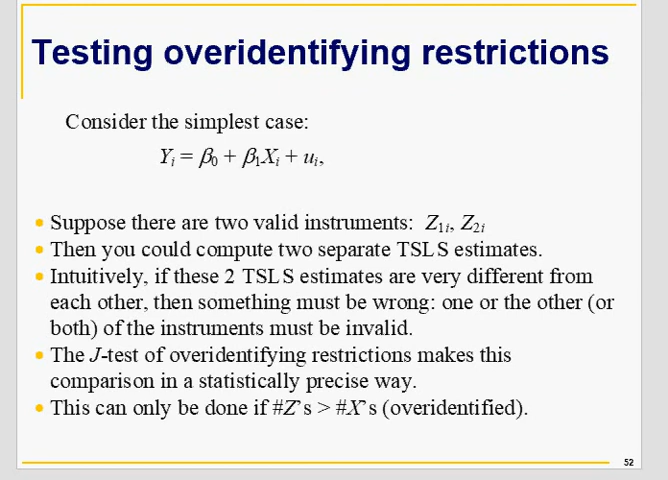 Testing overidentifying restrictions
Consider the simplest case:
Yi = β0 + β1Xi + ui,
• Suppose there are two valid instruments: Z1i, Z2i
• Then you could compute two separate TSLS estimates.
• Intuitively, if these 2 TSLS estimates are very different from
each other, then something must be wrong: one or the other (or
both) of the instruments must be invalid.
• The J-test of overidentifying restrictions makes this
comparison in a statistically precise way.
• This can only be done if #Z's > #X's (overidentified).
52